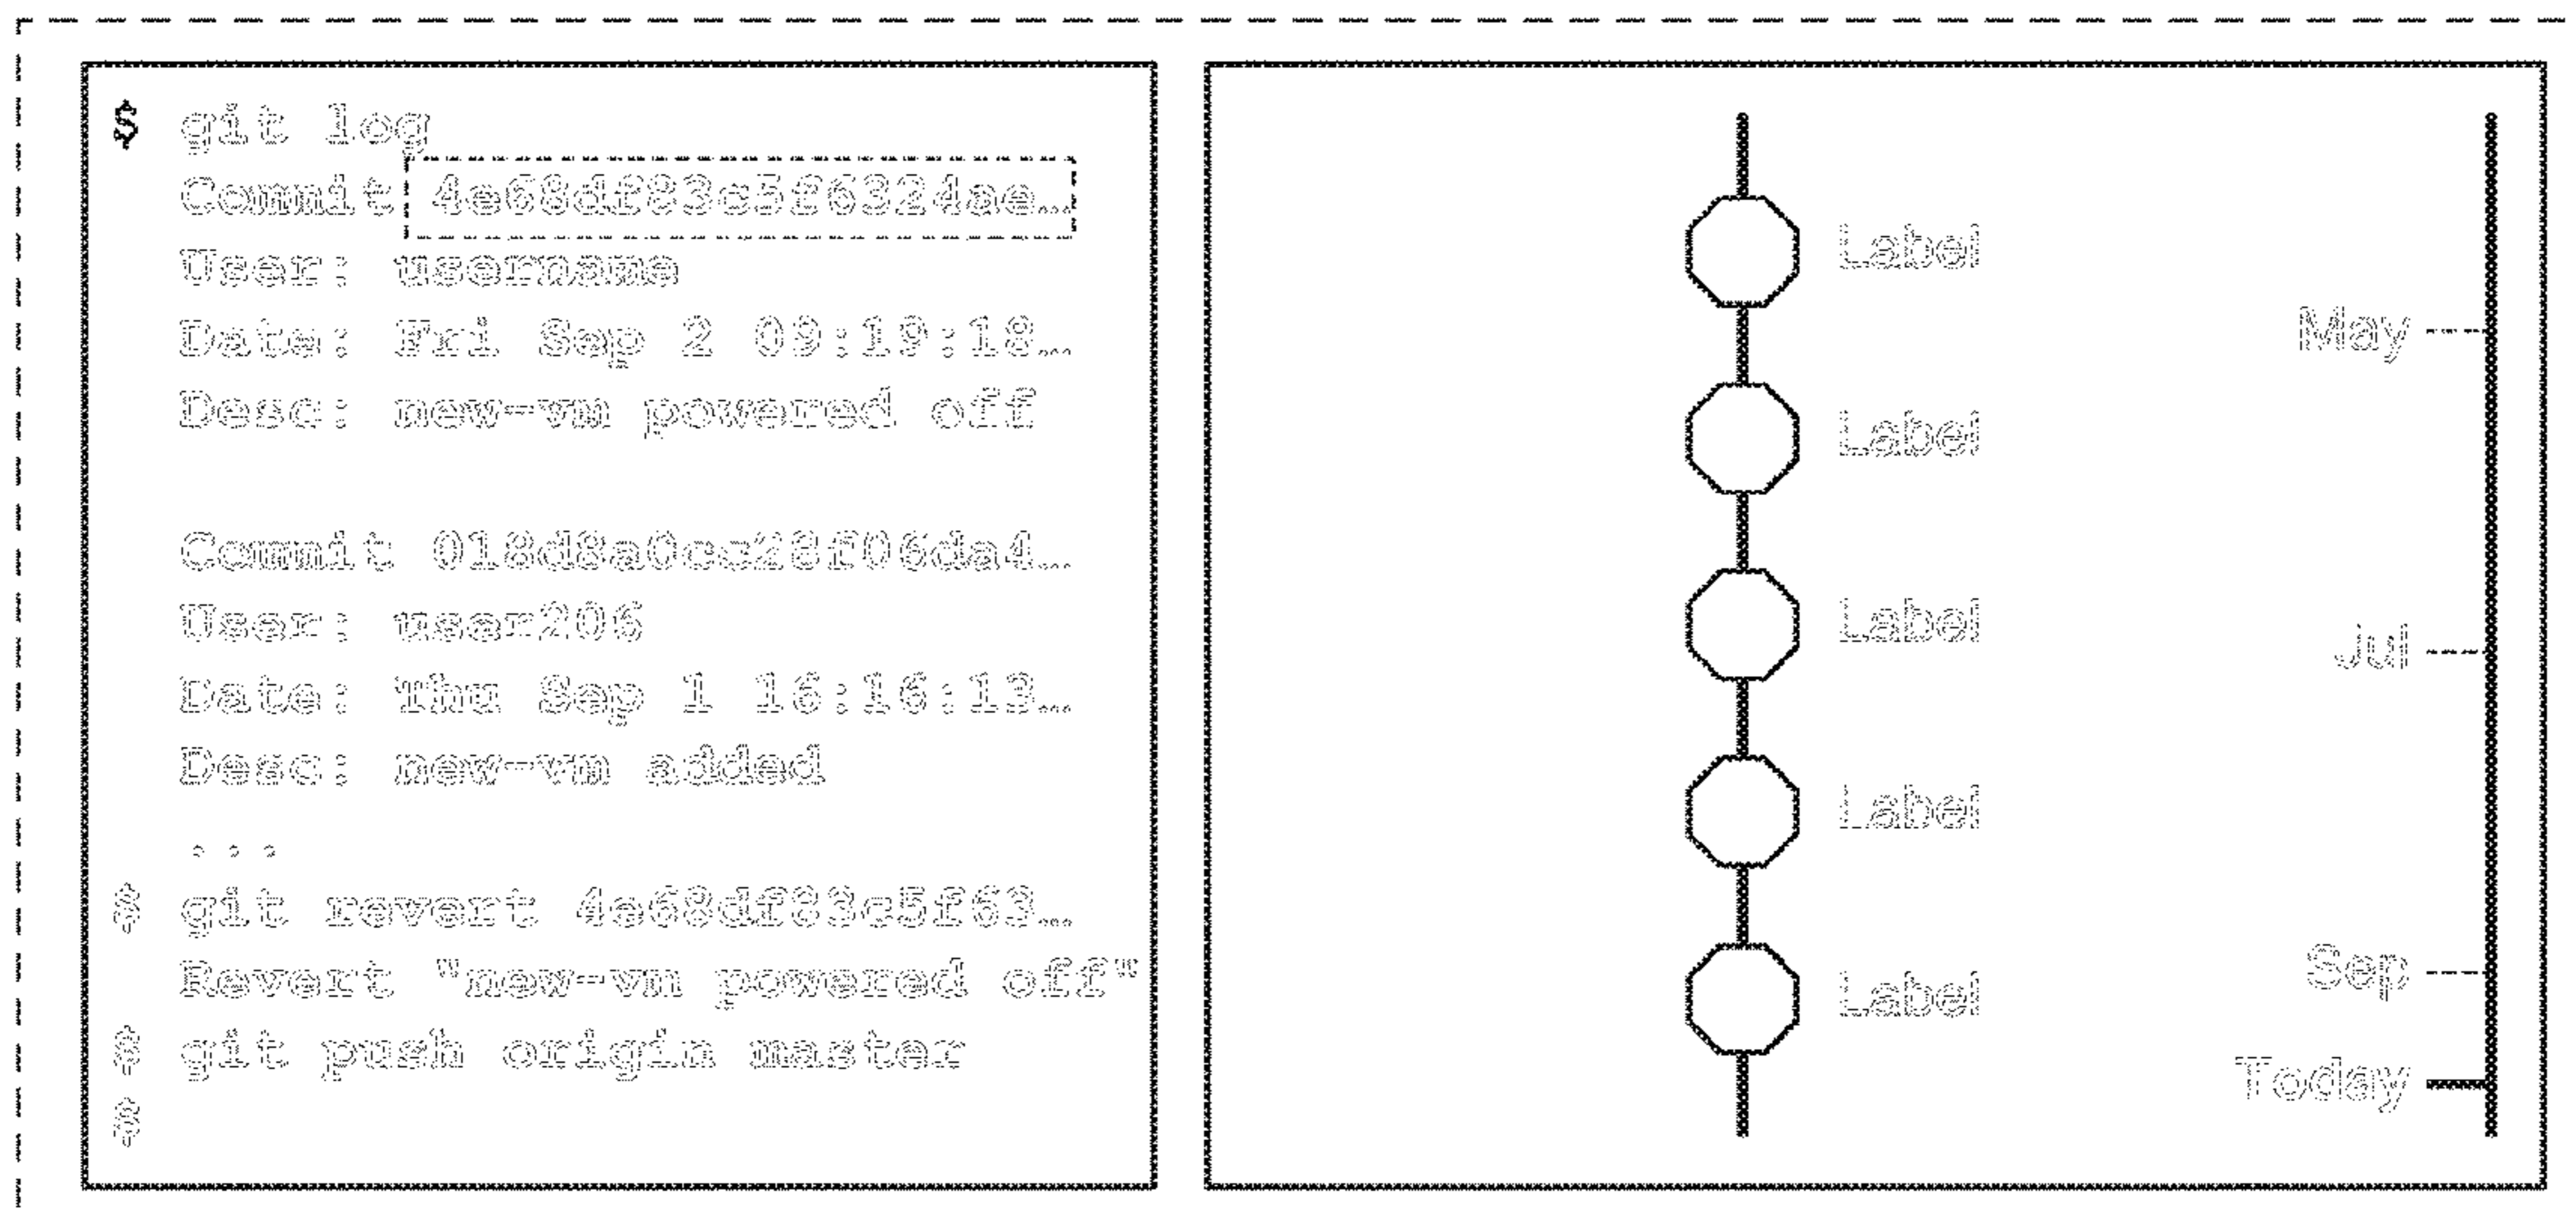 $ git log
Commit 4e68df83c5f6324ae…
User: username
Date: Fri Sep 2 09:19:18…
Desc: new-vm powered off
Commit 018d8a0cc28f06da4…
User: user206
Date: Thu Sep 1 16:16:13…
Desc: new-vm added
...
$ git revert 4e68df83c5f63…
Revert "new-vm powered off"
$ git push origin master
$
Label
Label
Label
Label
Label
May
Jul
Sep
Today